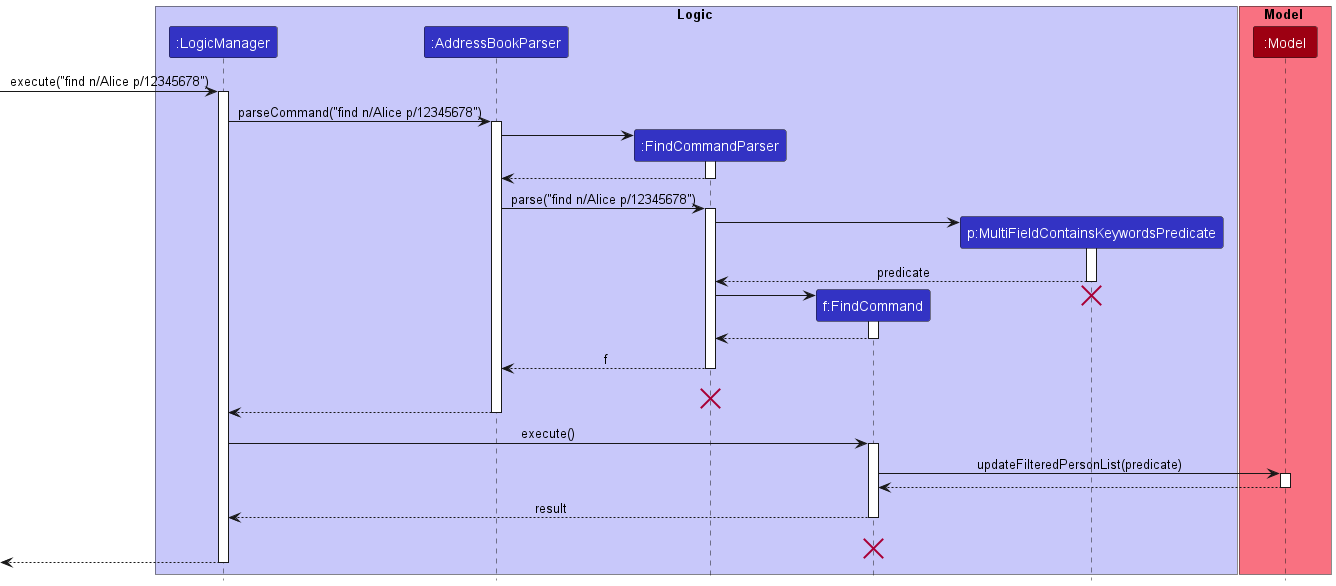 Logic
Model
:LogicManager
:AddressBookParser
:Model
execute("find n/Alice p/12345678")
parseCommand("find n/Alice p/12345678")
:FindCommandParser
parse("find n/Alice p/12345678")
p:MultiFieldContainsKeywordsPredicate
predicate
f:FindCommand
f
execute()
updateFilteredPersonList(predicate)
result